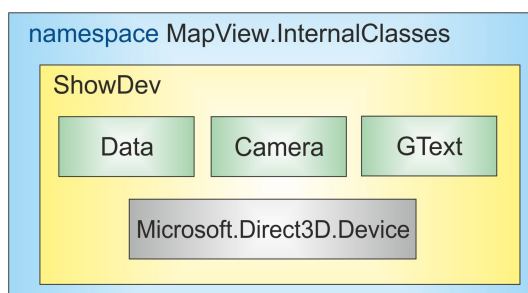 namespace MapView.InternalClasses
ShowDev
Data Camera GText
Microsoft.Direct3D.Device